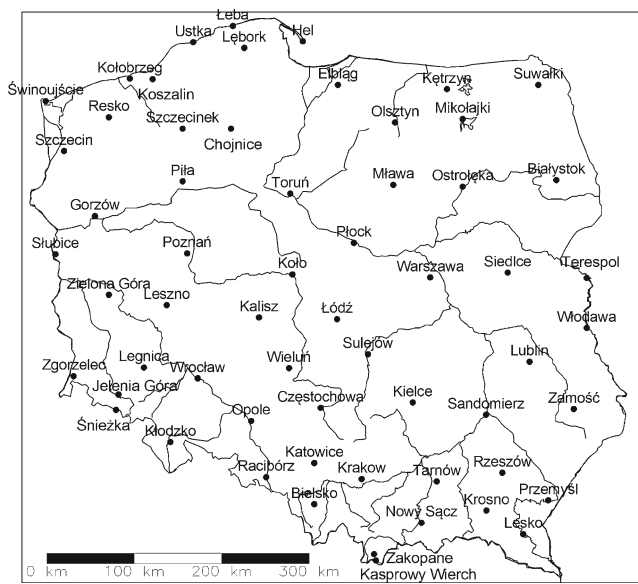 Łeba
Ustka
Hel
Lębork
Kołobrzeg
Elbląg
Kętrzyn
Suwałki
Świnoujście
Koszalin
Resko
Szczecinek
Chojnice
Olsztyn
Mikołajki
Szczecin
Piła
Toruń
Mława
Ostrołęka
Białystok
Gorzów
Słubice
Poznań
Płock
Koło
Warszawa
Siedlce
Terespol
Zielona Góra
Leszno
Kalisz
Łódź
Włodawa
Sulejów
Zgorzelec
Legnica
Wrocław
Wieluń
Lublin
Jelenia Góra
Śnieżka
Kłodzko
Opole
Częstochowa
Kielce
Sandomierz
Zamość
Racibórz
Katowice
Krakow
Tarnów
Rzeszów
Bielsko
Nowy Sącz
Krosno
Przemyśl
Lesko
Zakopane
Kasprowy Wierch
0 km 100 km 200 km 300 km